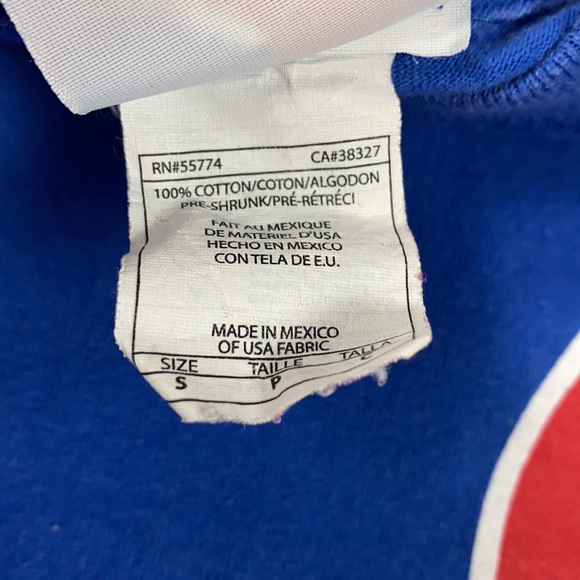 RN#55774 CA#38327
100% COTTON/COTON/ALGODON
PRE-SHRUNK/PRÉ-RÉTRÉCI
FAIT AU MEXIQUE
DE MATERIEL D'USA
HECHO EN MEXICO
CON TELA DE E.U.
MADE IN MEXICO
OF USA FABRIC
SIZE TAILLE TALLA
S P